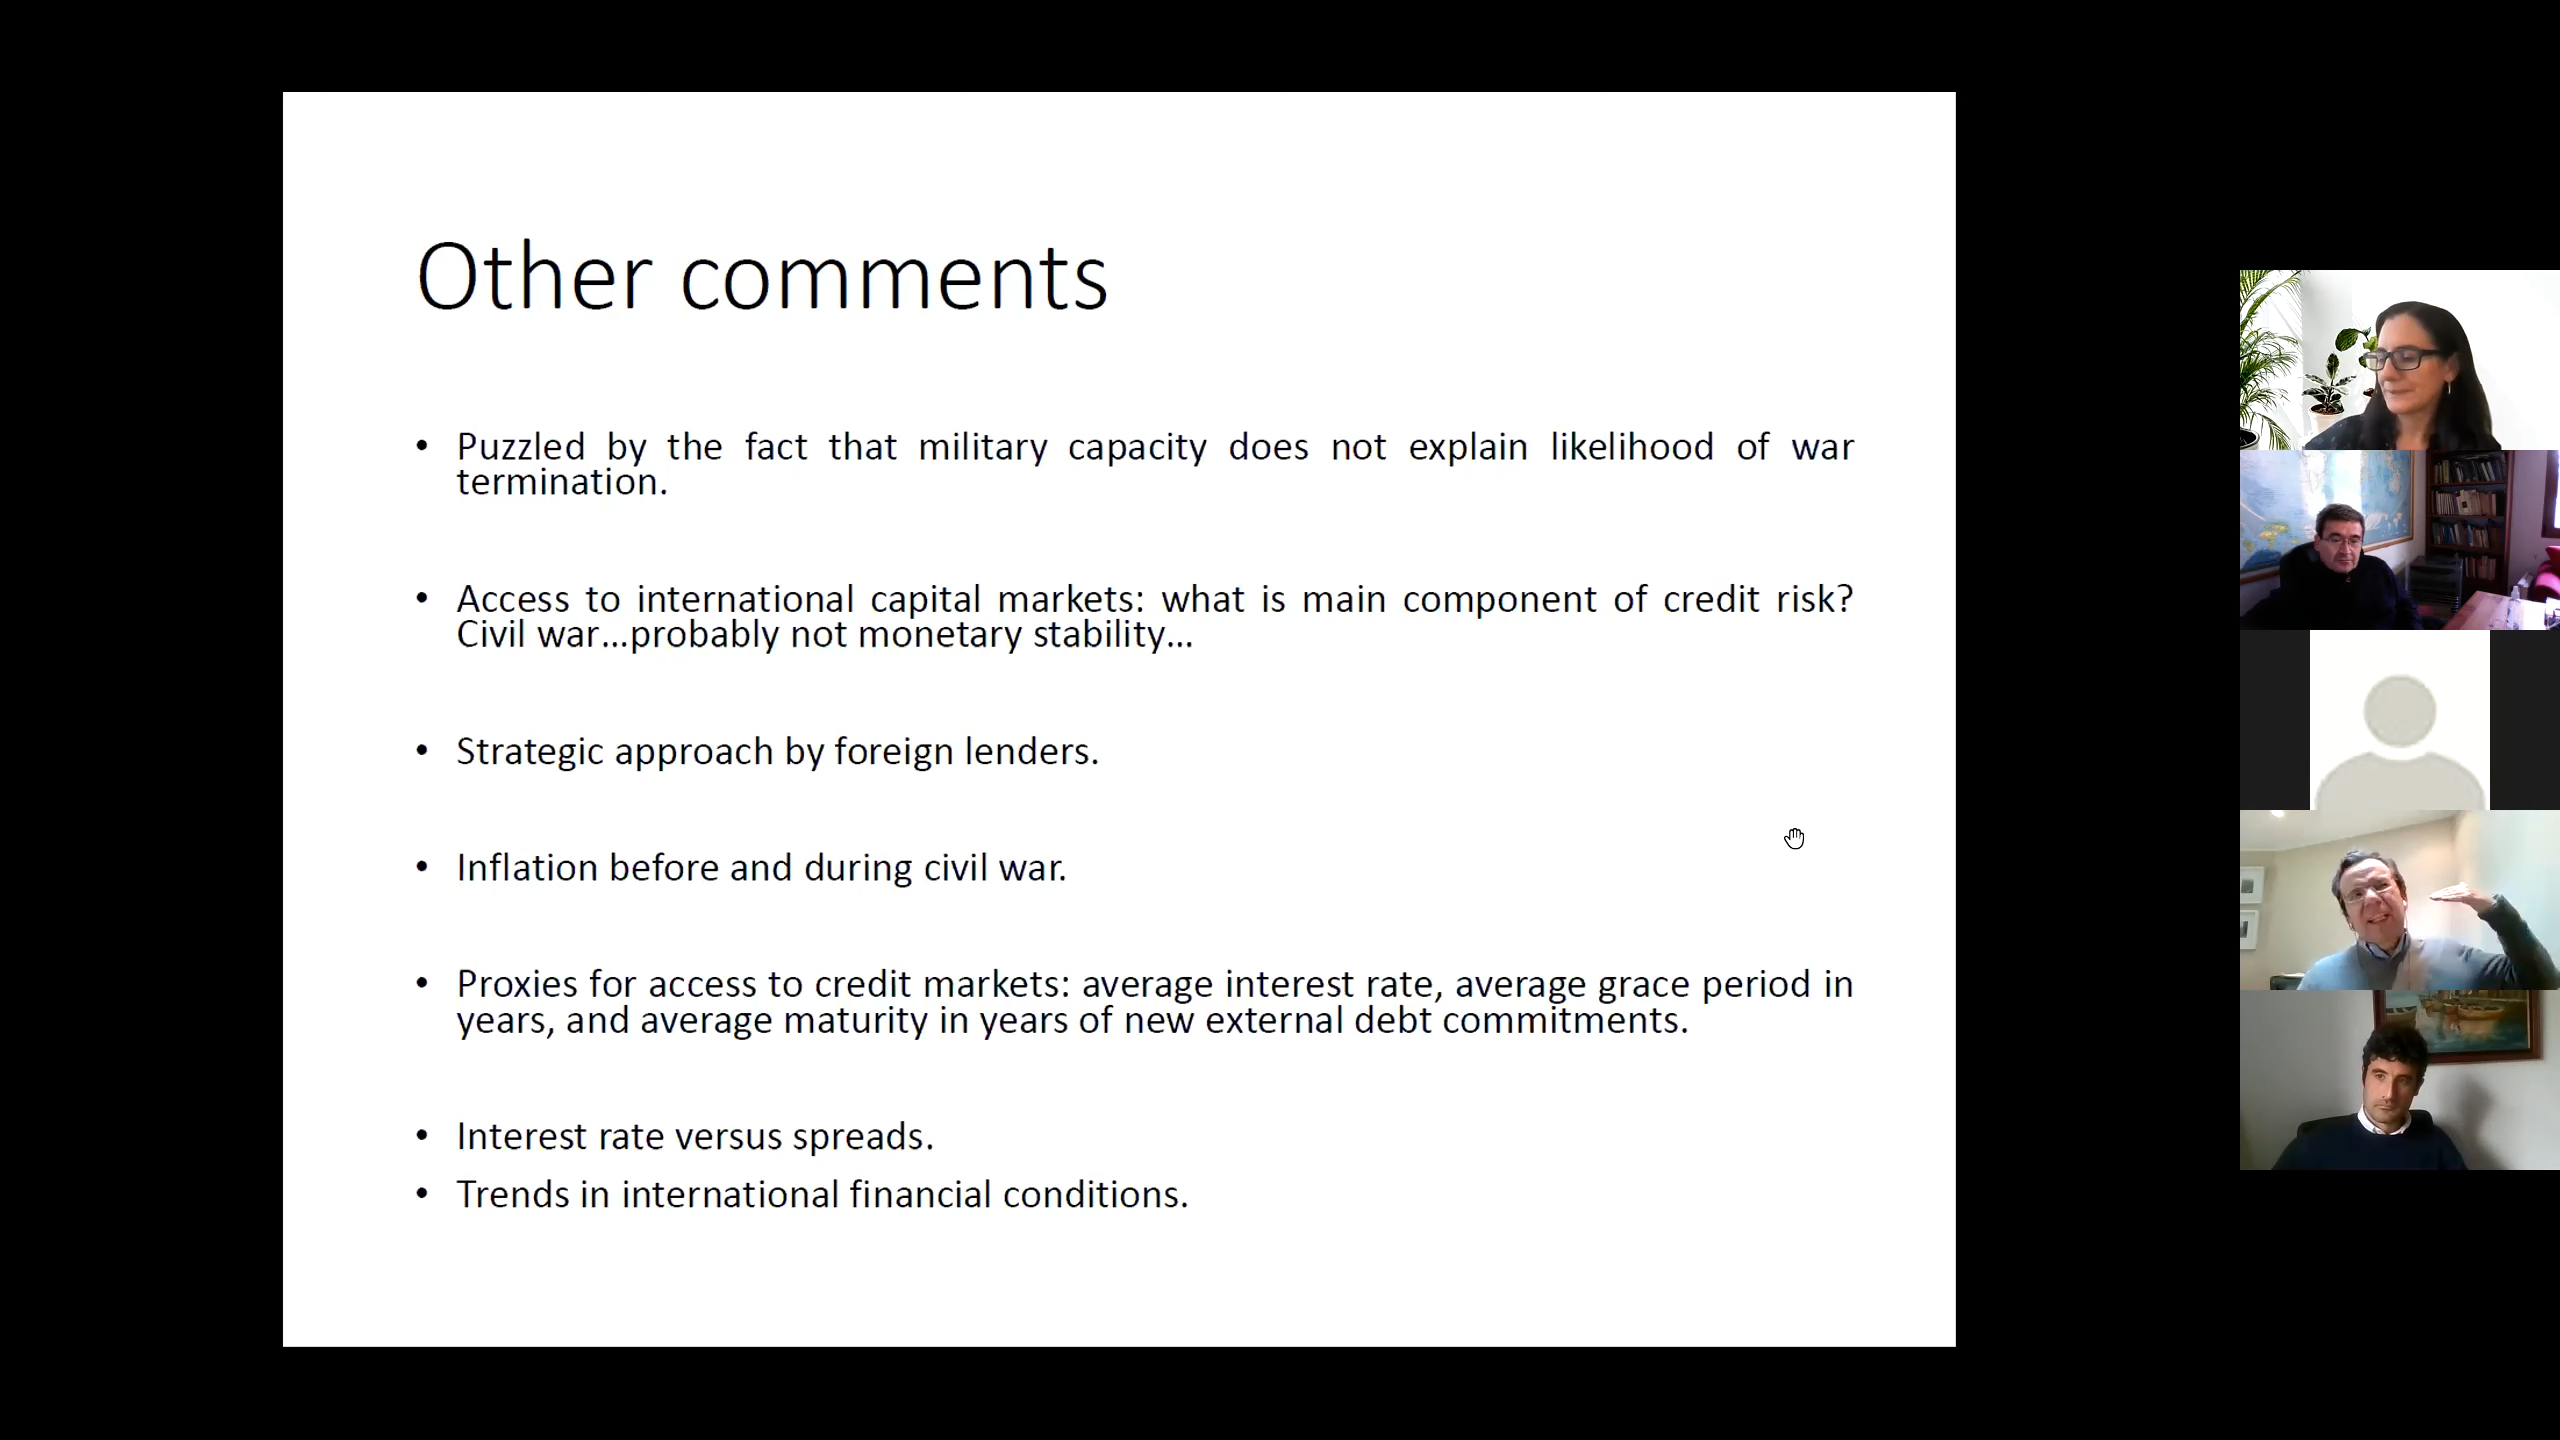 Other comments
• Puzzled by the fact that military capacity does not explain likelihood of war
termination.
• Access to international capital markets: what is main component of credit risk?
Civil war...probably not monetary stability...
• Strategic approach by foreign lenders.
• Inflation before and during civil war.
• Proxies for access to credit markets: average interest rate, average grace period in
years, and average maturity in years of new external debt commitments.
• Interest rate versus spreads.
• Trends in international financial conditions.